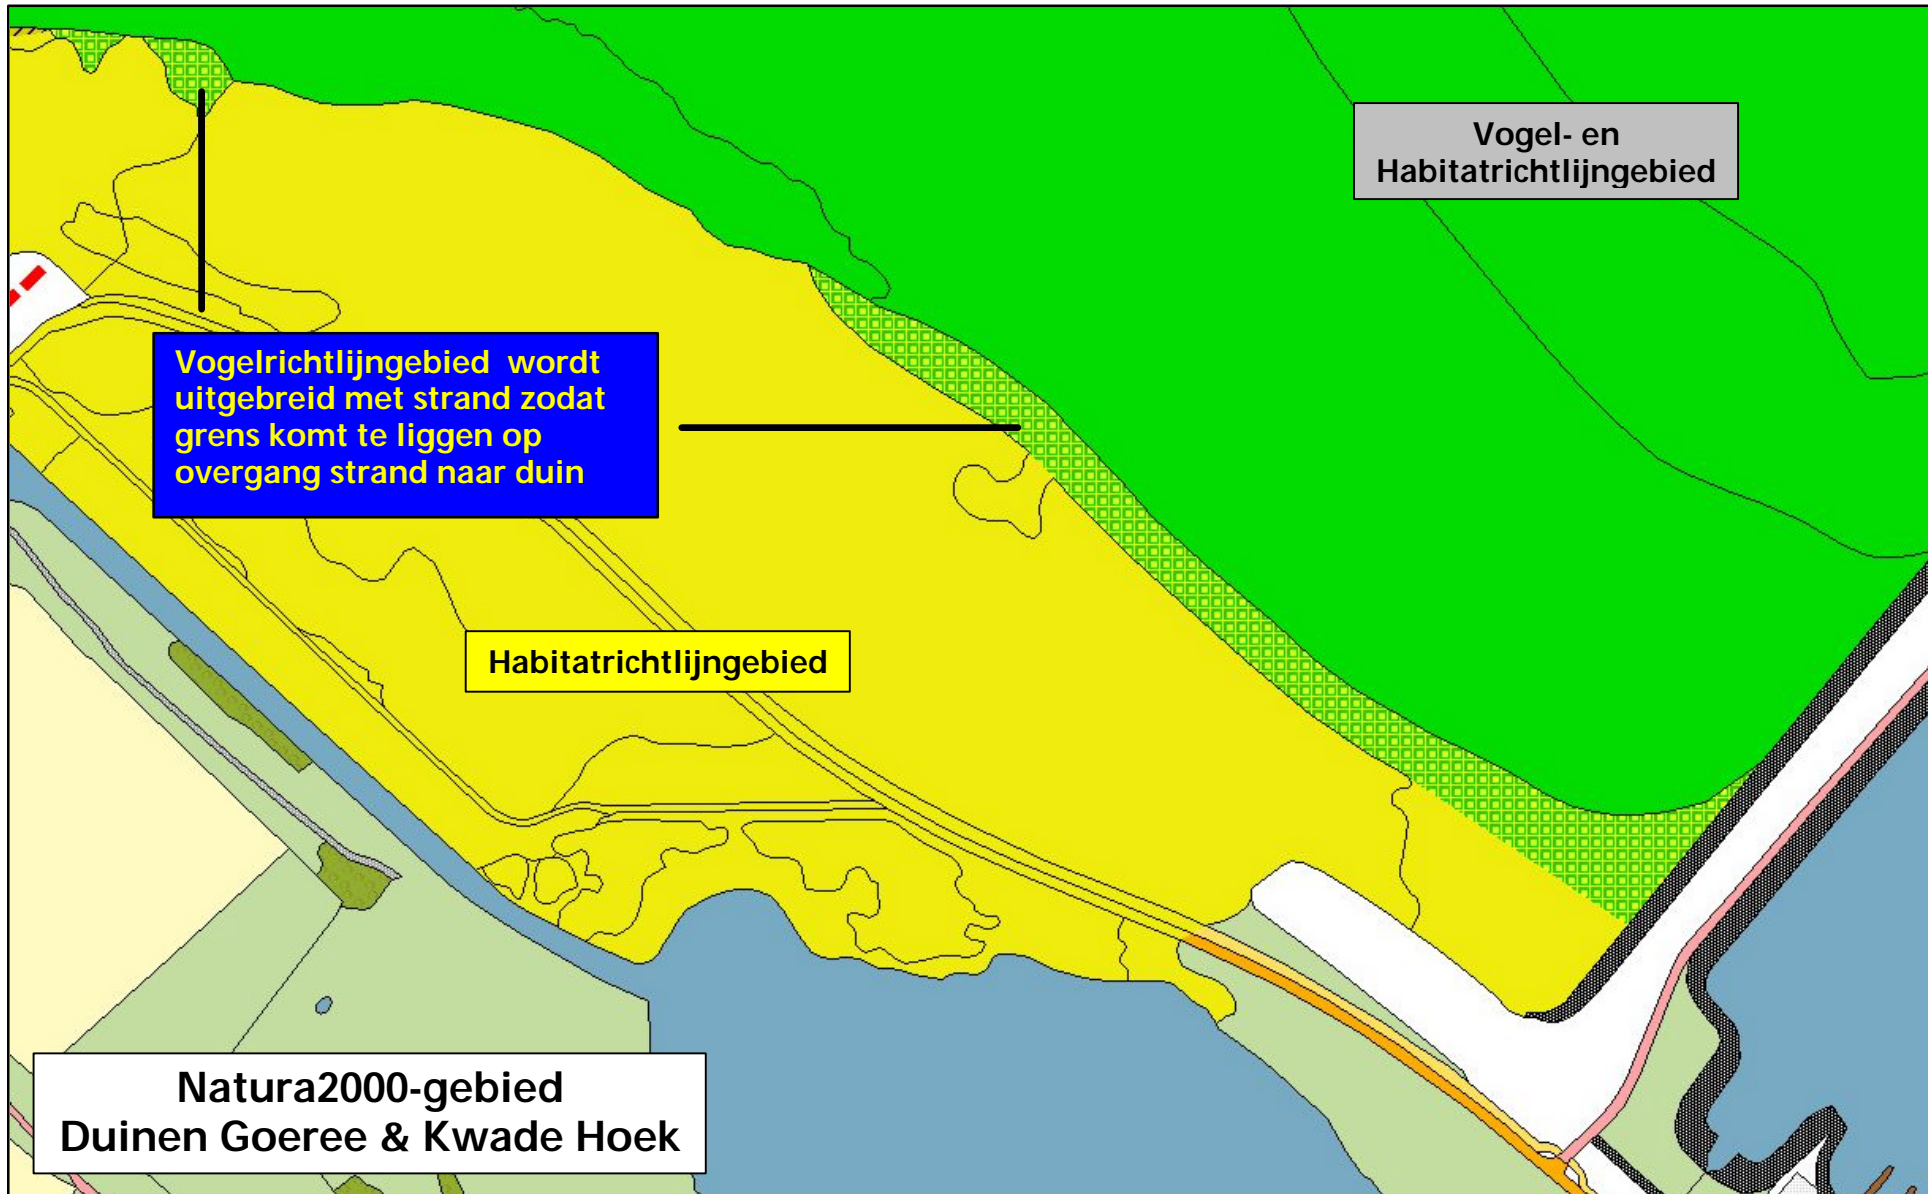 Vogel- en
Habitatrichtlijngebied
Vogelrichtlijngebied wordt
uitgebreid met strand zodat
grens komt te liggen op
overgang strand naar duin
Habitatrichtlijngebied
Natura2000-gebied
Duinen Goeree & Kwade Hoek